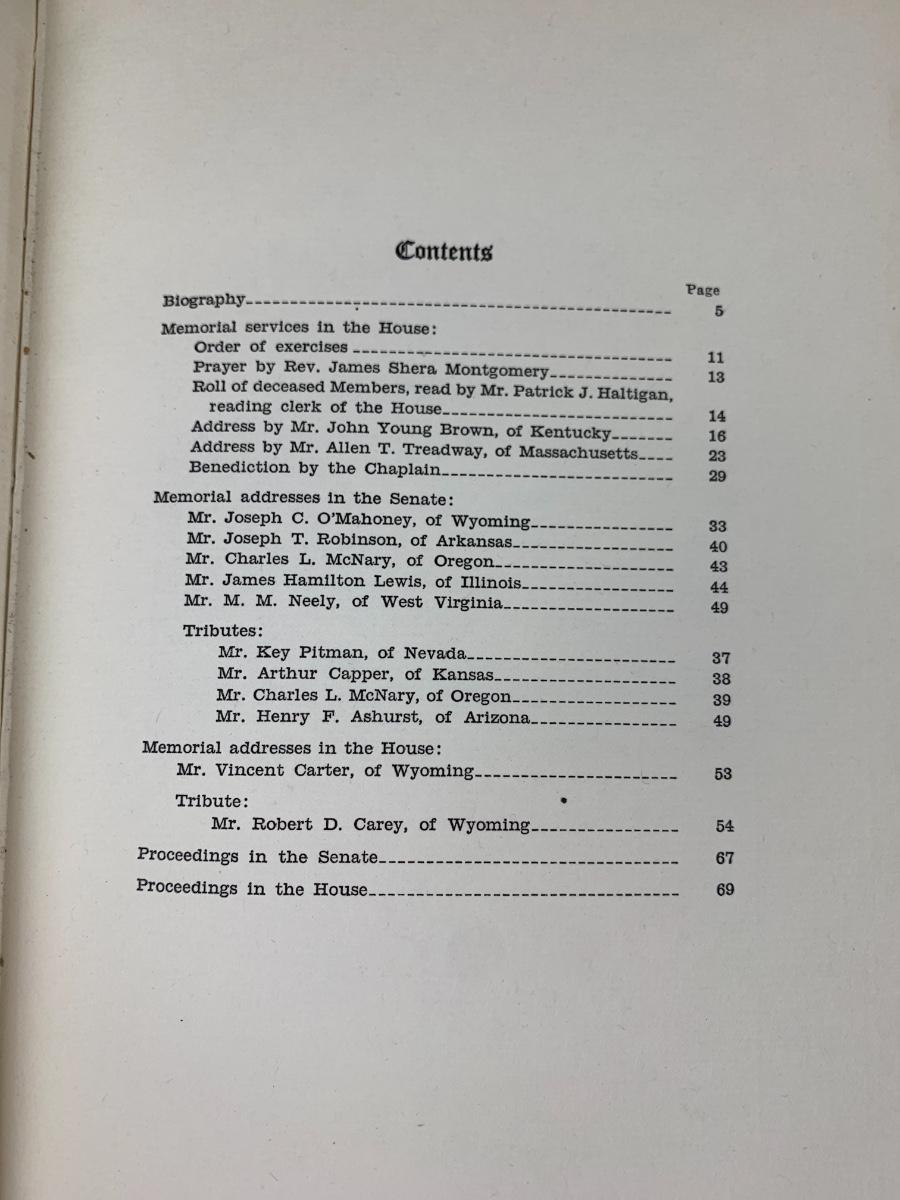 Contents
Page
Biography 5
Memorial services in the House:
Order of exercises 11
Prayer by Rev. James Shera Montgomery 13
Roll of deceased Members, read by Mr. Patrick J. Haltigan,
reading clerk of the House 14
Address by Mr. John Young Brown, of Kentucky 16
Address by Mr. Allen T. Treadway, of Massachusetts 23
Benediction by the Chaplain 29
Memorial addresses in the Senate:
Mr. Joseph C. O'Mahoney, of Wyoming 33
Mr. Joseph T. Robinson, of Arkansas 40
Mr. Charles L. McNary, of Oregon 43
Mr. James Hamilton Lewis, of Illinois 44
Mr. M. M. Neely, of West Virginia 49
Tributes:
Mr. Key Pitman, of Nevada 37
Mr. Arthur Capper, of Kansas 38
Mr. Charles L. McNary, of Oregon 39
Mr. Henry F. Ashurst, of Arizona 49
Memorial addresses in the House:
Mr. Vincent Carter, of Wyoming 53
Tribute:
Mr. Robert D. Carey, of Wyoming 54
Proceedings in the Senate 67
Proceedings in the House 69